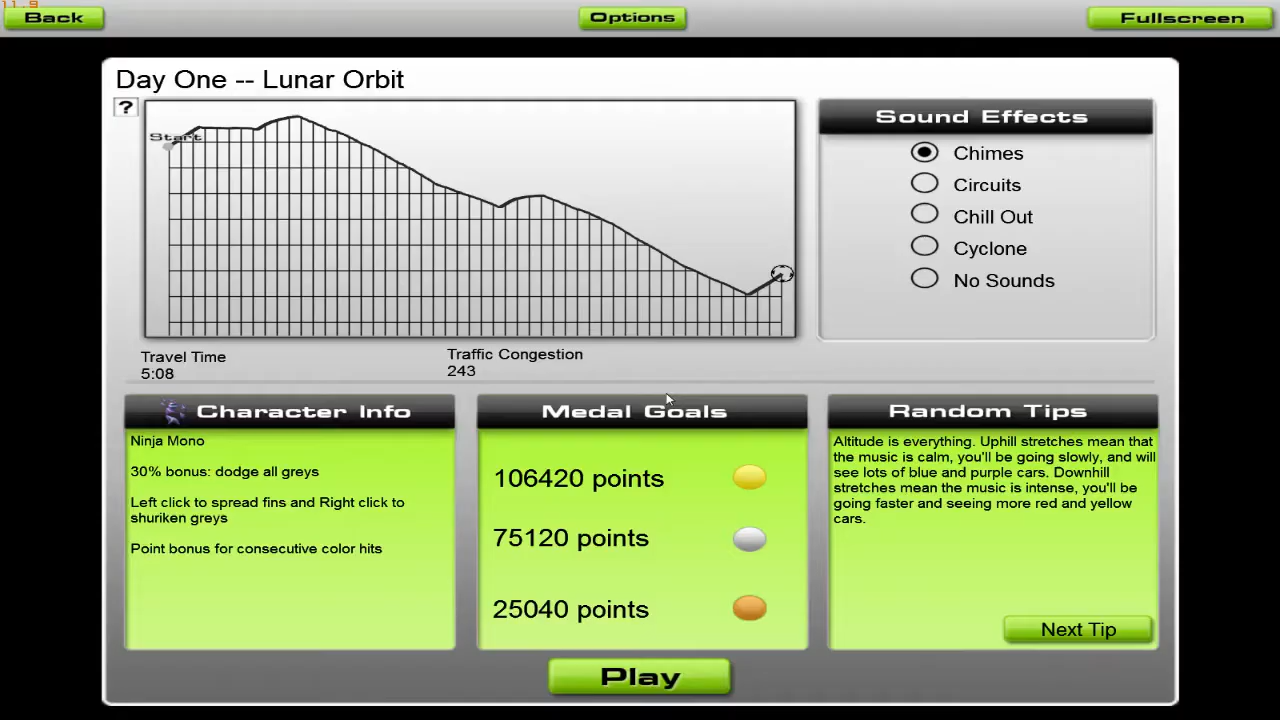 11.9
Back
Options
Fullscreen
Day One -- Lunar Orbit
?
Start
Sound Effects
Chimes
Circuits
Chill Out
Cyclone
No Sounds
Travel Time
5:08
Traffic Congestion
243
Character Info
Ninja Mono
30% bonus: dodge all greys
Left click to spread fins and Right click to
shuriken greys
Point bonus for consecutive color hits
Medal Goals
106420 points
75120 points
25040 points
Random Tips
Altitude is everything. Uphill stretches mean that
the music is calm, you'll be going slowly, and will
see lots of blue and purple cars. Downhill
stretches mean the music is intense, you'll be
going faster and seeing more red and yellow
cars.
Next Tip
Play